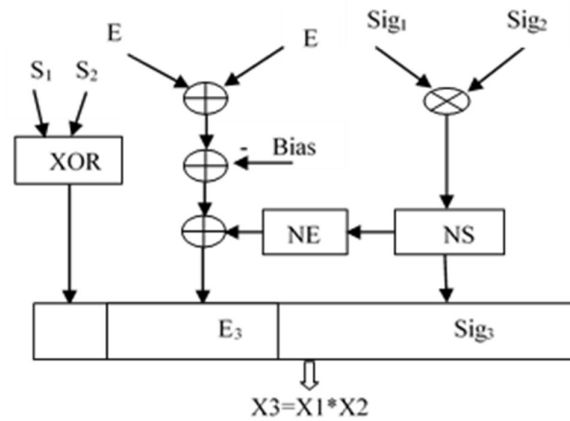 E E Sig₁ Sig₂
S₁ S₂
XOR - Bias
NE NS
E₃ Sig₃
X3=X1*X2